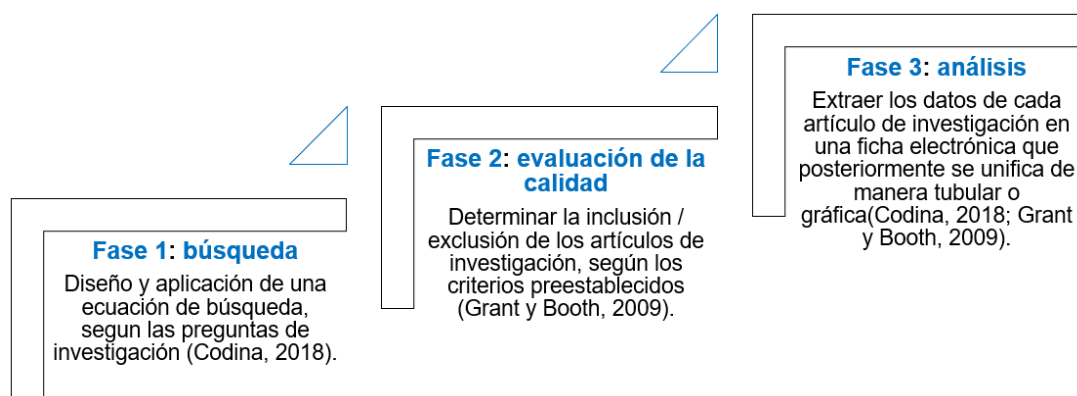 Fase 1: búsqueda
Diseño y aplicación de una
ecuación de búsqueda,
segun las preguntas de
investigación (Codina, 2018).
Fase 2: evaluación de la
calidad
Determinar la inclusión /
exclusión de los artículos de
investigación, según los
criterios preestablecidos
(Grant y Booth, 2009).
Fase 3: análisis
Extraer los datos de cada
artículo de investigación en
una ficha electrónica que
posteriormente se unifica de
manera tubular o
gráfica(Codina, 2018; Grant
y Booth, 2009).